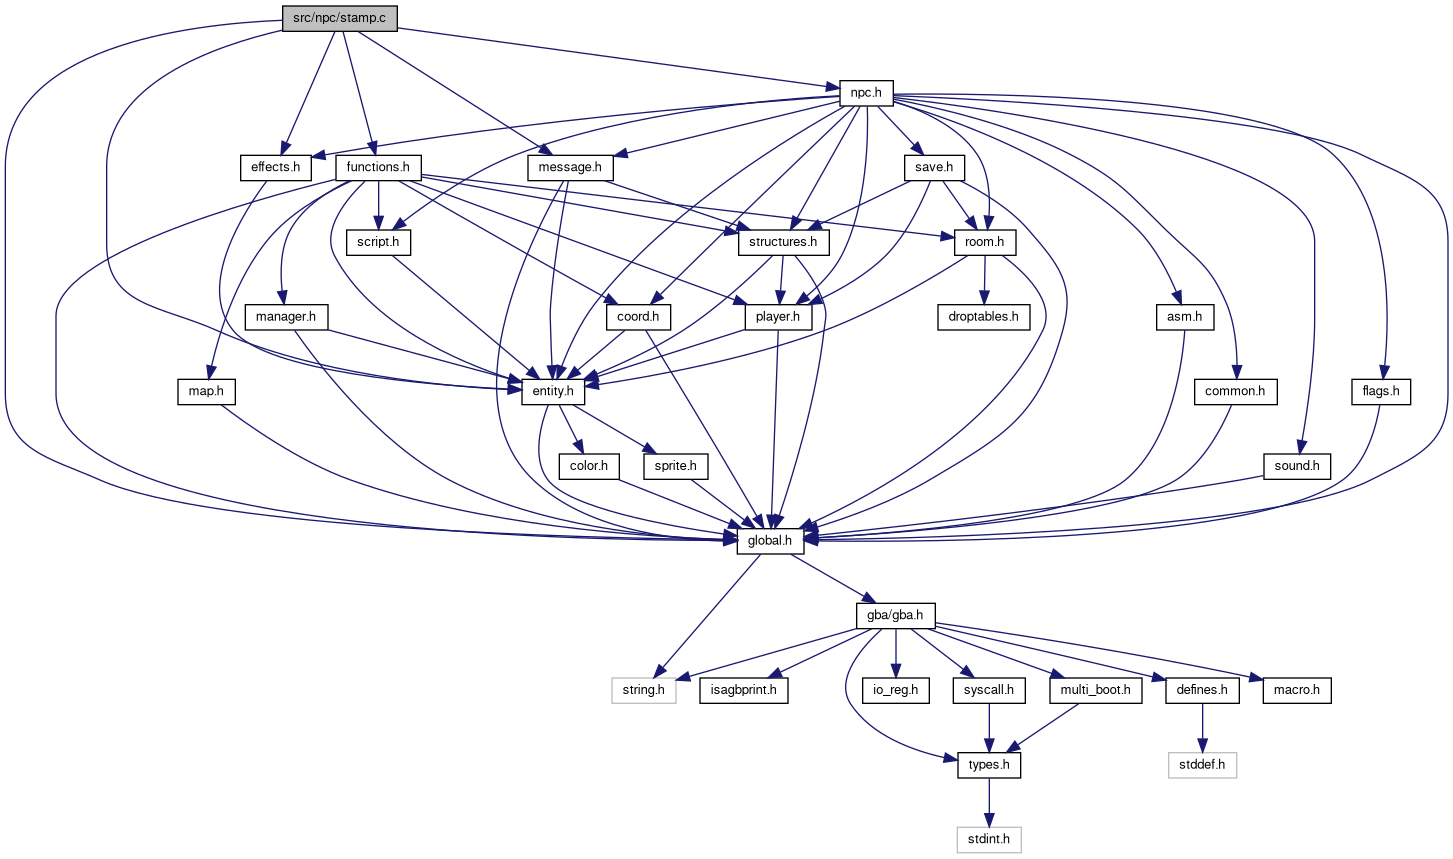 src/npc/stamp.c
npc.h
effects.h
functions.h
message.h
save.h
script.h
structures.h
room.h
manager.h
coord.h
player.h
droptables.h
asm.h
map.h
entity.h
common.h
flags.h
color.h
sprite.h
sound.h
global.h
gba/gba.h
string.h
isagbprint.h
io_reg.h
syscall.h
multi_boot.h
defines.h
macro.h
types.h
stddef.h
stdint.h